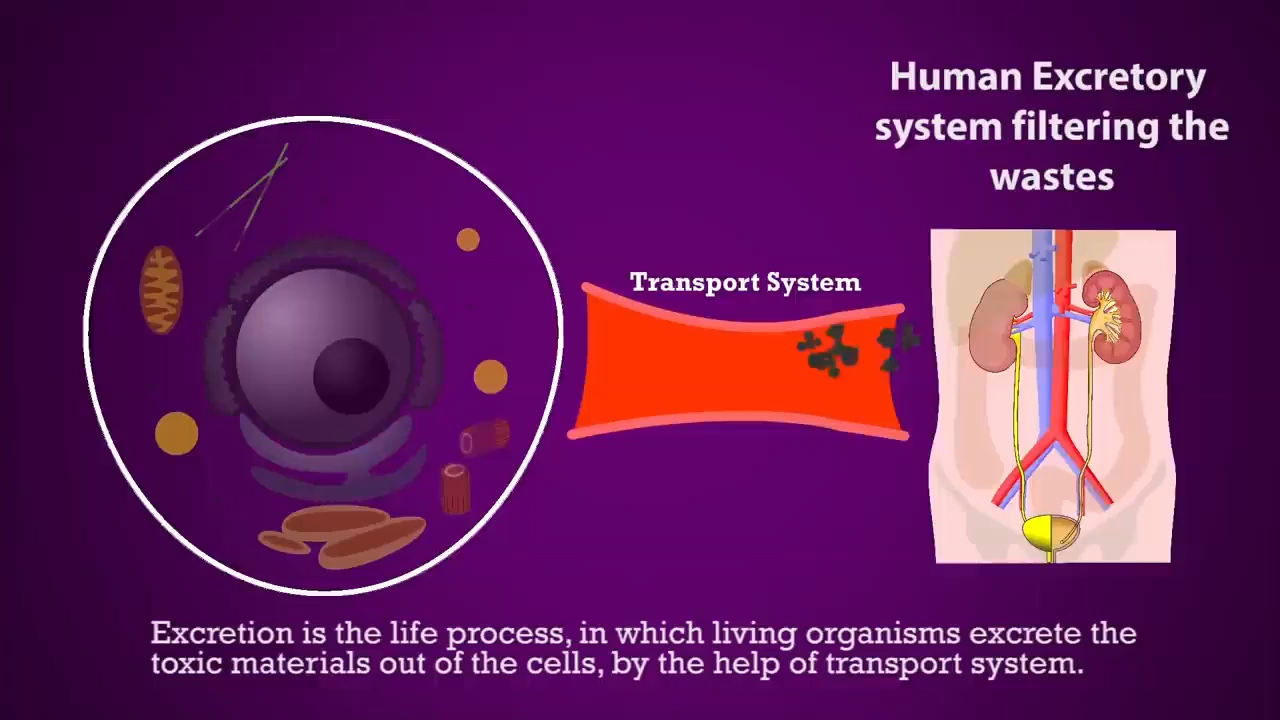 Human Excretory
system filtering the
wastes
Transport System
Excretion is the life process, in which living organisms excrete the
toxic materials out of the cells, by the help of transport system.